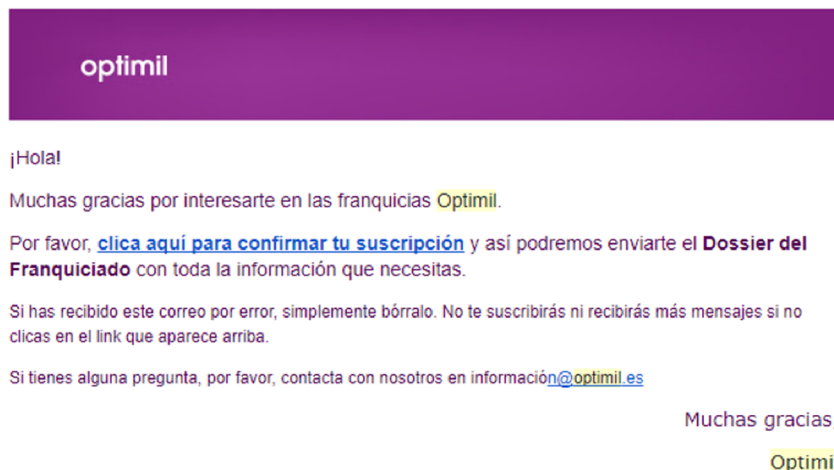 optimil
¡Hola!
Muchas gracias por interesarte en las franquicias Optimil.
Por favor, clica aquí para confirmar tu suscripción y así podremos enviarte el Dossier del
Franquiciado con toda la información que necesitas.
Si has recibido este correo por error, simplemente bórralo. No te suscribirás ni recibirás más mensajes si no
clicas en el link que aparece arriba.
Si tienes alguna pregunta, por favor, contacta con nosotros en información@optimil.es
Muchas gracias,
Optimi